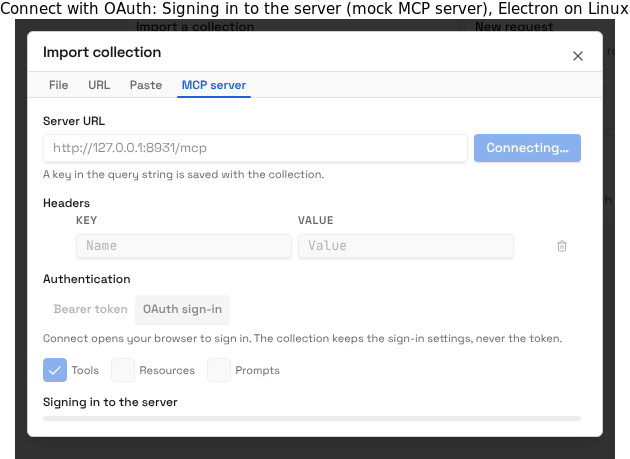 Connect with OAuth: Signing in to the server (mock MCP server), Electron on Linux
Import a collection
New request
Import collection
File URL Paste MCP server
Server URL
http://127.0.0.1:8931/mcp Connecting...
A key in the query string is saved with the collection.
Headers
KEY VALUE
Name Value
Authentication
Bearer token OAuth sign-in
Connect opens your browser to sign in. The collection keeps the sign-in settings, never the token.
Tools Resources Prompts
Signing in to the server